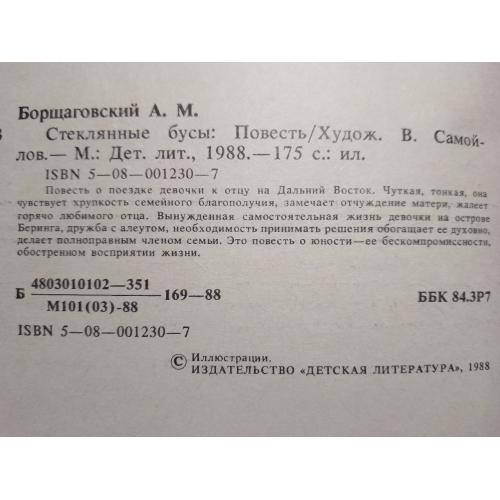 Борщаговский А. М.
Стеклянные бусы: Повесть/Худож. В. Самой-
лов.— М.: Дет. лит., 1988.—175 с.: ил.
ISBN 5—08—001230—7
Повесть о поездке девочки к отцу на Дальний Восток. Чуткая, тонкая, она
чувствует хрупкость семейного благополучия, замечает отчуждение матери, жалеет
горячо любимого отца. Вынужденная самостоятельная жизнь девочки на острове
Беринга, дружба с алеутом, необходимость принимать решения обогащает ее духовно,
делает полноправным членом семьи. Это повесть о юности—ее бескомпромиссности,
обостренном восприятии жизни.
Б 4803010102—351
М101(03)-88 169—88 ББК 84.3Р7
ISBN 5—08—001230—7
© Иллюстрации.
ИЗДАТЕЛЬСТВО «ДЕТСКАЯ ЛИТЕРАТУРА», 1988